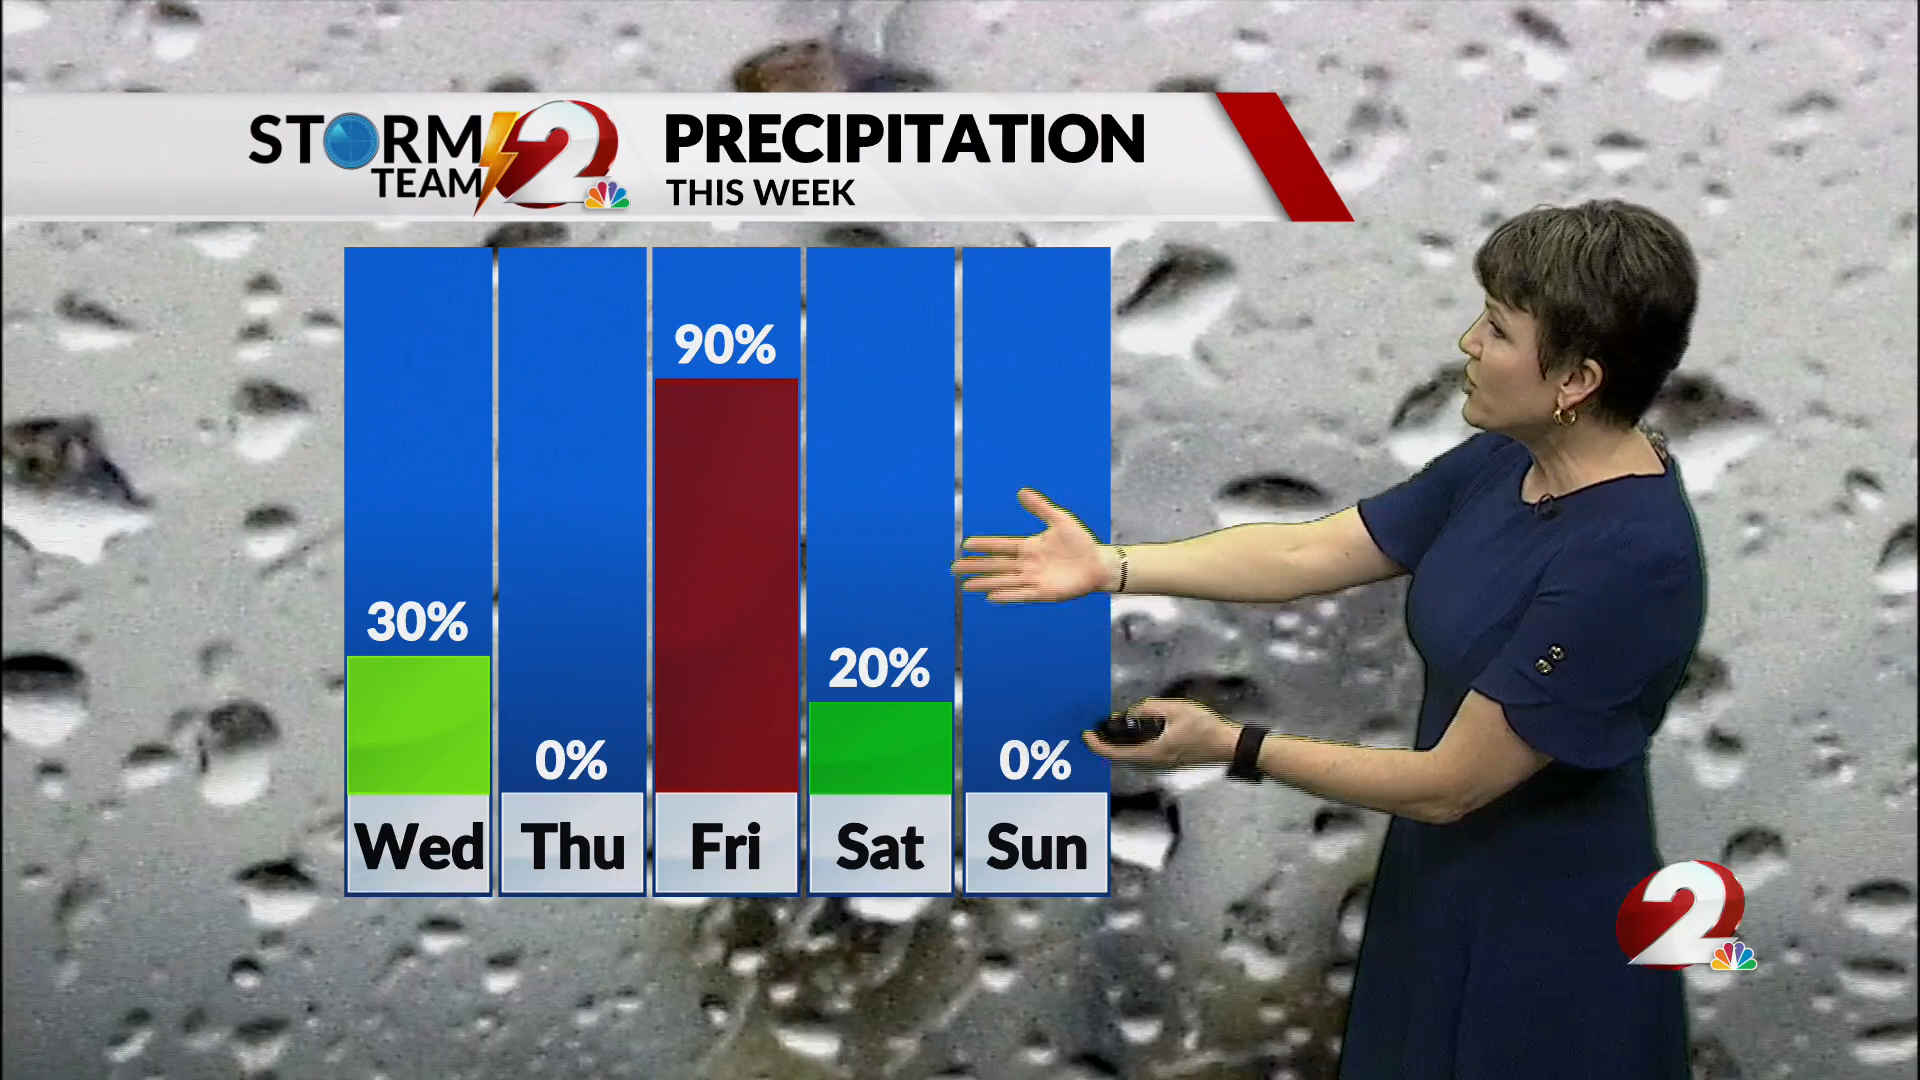 STORM
TEAM
2
PRECIPITATION
THIS WEEK
30%
0%
90%
20%
0%
Wed
Thu
Fri
Sat
Sun
2